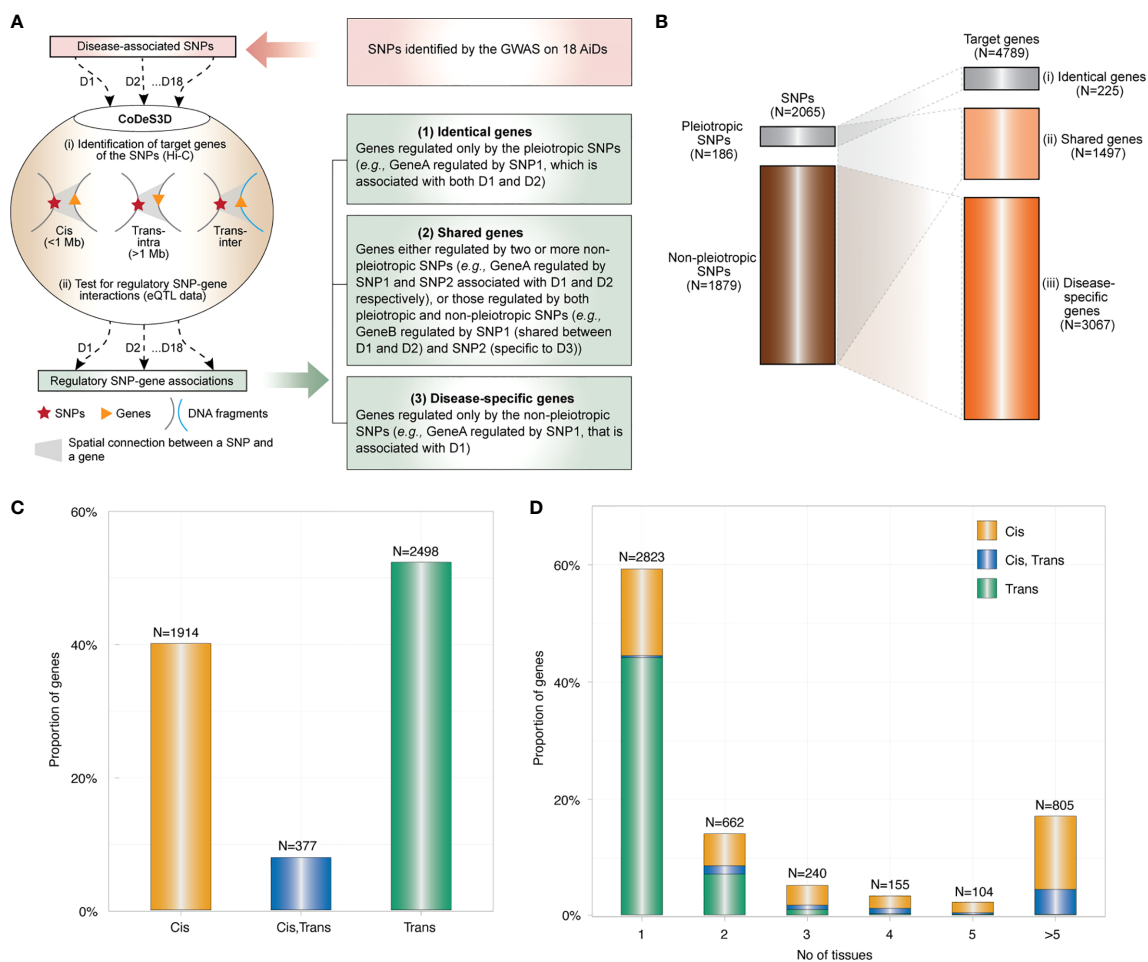 A
Disease-associated SNPs
D1 D2 ...D18
CoDeS3D
(i) Identification of target genes
of the SNPs (Hi-C)
Cis
(<1 Mb)
Trans-
intra
(>1 Mb)
Trans-
inter
(ii) Test for regulatory SNP-gene
interactions (eQTL data)
D1 D2 ...D18
Regulatory SNP-gene associations
SNPs Genes DNA fragments
Spatial connection between a SNP and
a gene
SNPs identified by the GWAS on 18 AiDs
(1) Identical genes
Genes regulated only by the pleiotropic SNPs
(e.g., GeneA regulated by SNP1, which is
associated with both D1 and D2)
(2) Shared genes
Genes either regulated by two or more non-
pleiotropic SNPs (e.g., GeneA regulated by
SNP1 and SNP2 associated with D1 and D2
respectively), or those regulated by both
pleiotropic and non-pleiotropic SNPs (e.g.,
GeneB regulated by SNP1 (shared between
D1 and D2) and SNP2 (specific to D3))
(3) Disease-specific genes
Genes regulated only by the non-pleiotropic
SNPs (e.g., GeneA regulated by SNP1, that is
associated with D1)
B
SNPs
(N=2065)
Pleiotropic
SNPs
(N=186)
Non-pleiotropic
SNPs
(N=1879)
Target genes
(N=4789)
(i) Identical genes
(N=225)
(ii) Shared genes
(N=1497)
(iii) Disease-
specific
genes
(N=3067)
C
Proportion of genes
60%
40%
20%
0%
N=1914
N=377
N=2498
Cis
Cis,Trans
Trans
D
Proportion of genes
60%
40%
20%
0%
N=2823
N=662
N=240
N=155
N=104
N=805
Cis
Cis, Trans
Trans
1 2 3 4 5 >5
No of tissues